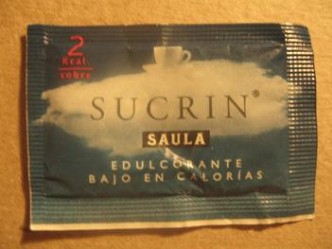 2
Kcal
sobre
SUCRIN®
SAULA
EDULCORANTE
BAJO EN CALORÍAS